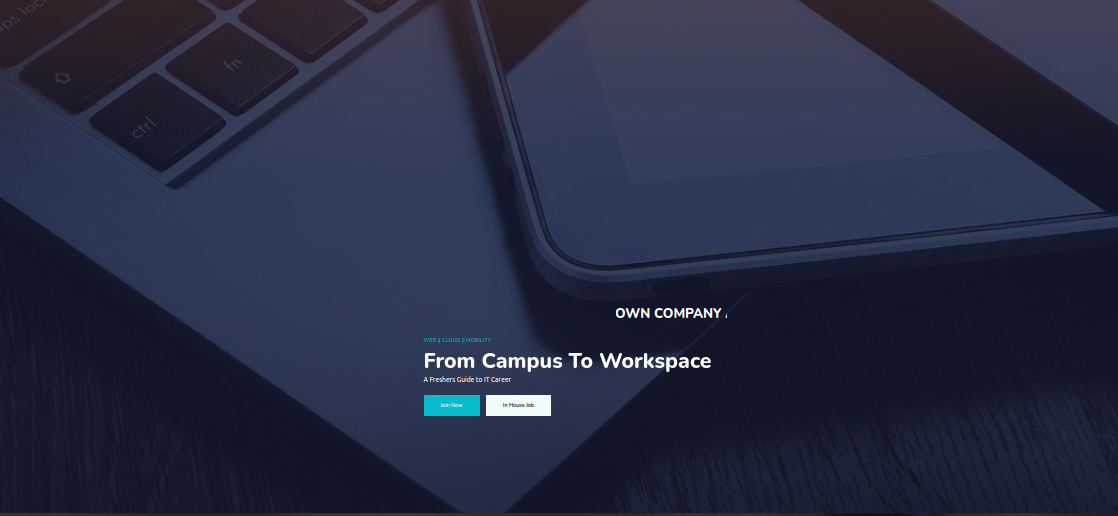 ps lock
fn
ctrl
OWN COMPANY
WEB || CLOUD || MOBILITY
From Campus To Workspace
A Freshers Guide to IT Career
Join Now
In House Job